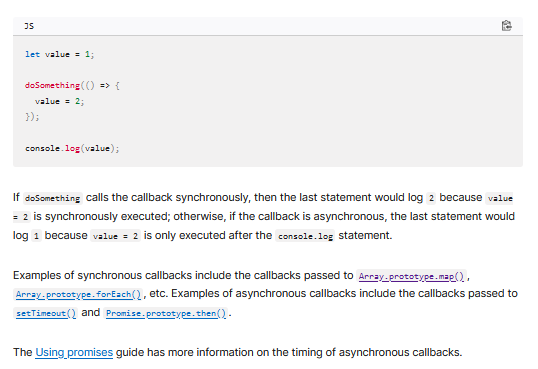 JS
let value = 1;
doSomething(() => {
  value = 2;
});
console.log(value);
If doSomething calls the callback synchronously, then the last statement would log 2 because value
= 2 is synchronously executed; otherwise, if the callback is asynchronous, the last statement would
log 1 because value = 2 is only executed after the console.log statement.
Examples of synchronous callbacks include the callbacks passed to Array.prototype.map(),
Array.prototype.forEach(), etc. Examples of asynchronous callbacks include the callbacks passed to
setTimeout() and Promise.prototype.then().
The Using promises guide has more information on the timing of asynchronous callbacks.